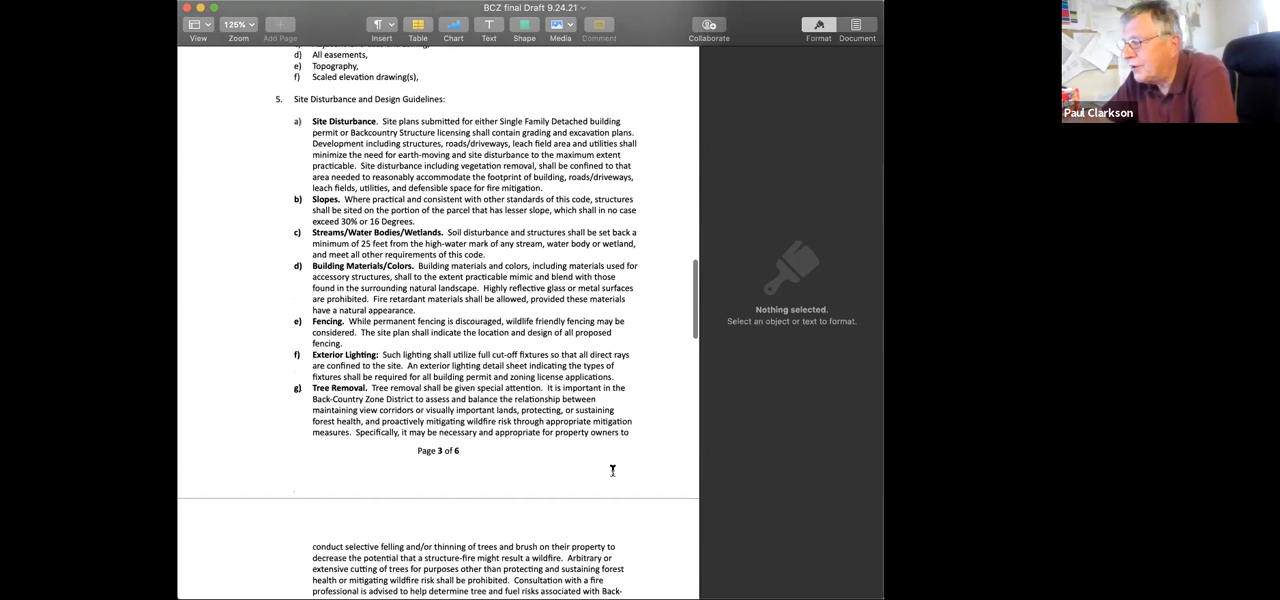 BCZ final Draft 9.24.21
125%
View
Zoom
Add Page
Insert
Table
Chart
Text
Shape
Media
Comment
Collaborate
Format
Document
d) All easements,
e) Topography,
f) Scaled elevation drawing(s),
5. Site Disturbance and Design Guidelines:
a) Site Disturbance. Site plans submitted for either Single Family Detached building
permit or Backcountry Structure licensing shall contain grading and excavation plans.
Development including structures, roads/driveways, leach field area and utilities shall
minimize the need for earth-moving and site disturbance to the maximum extent
practicable. Site disturbance including vegetation removal, shall be confined to that
area needed to reasonably accommodate the footprint of building, roads/driveways,
leach fields, utilities, and defensible space for fire mitigation.
b) Slopes. Where practical and consistent with other standards of this code, structures
shall be sited on the portion of the parcel that has lesser slope, which shall in no case
exceed 30% or 16 Degrees.
c) Streams/Water Bodies/Wetlands. Soil disturbance and structures shall be set back a
minimum of 25 feet from the high-water mark of any stream, water body or wetland,
and meet all other requirements of this code.
d) Building Materials/Colors. Building materials and colors, including materials used for
accessory structures, shall to the extent practicable mimic and blend with those
found in the surrounding natural landscape. Highly reflective glass or metal surfaces
are prohibited. Fire retardant materials shall be allowed, provided these materials
have a natural appearance.
e) Fencing. While permanent fencing is discouraged, wildlife friendly fencing may be
considered. The site plan shall indicate the location and design of all proposed
fencing.
f) Exterior Lighting: Such lighting shall utilize full cut-off fixtures so that all direct rays
are confined to the site. An exterior lighting detail sheet indicating the types of
fixtures shall be required for all building permit and zoning license applications.
g) Tree Removal. Tree removal shall be given special attention. It is important in the
Back-Country Zone District to assess and balance the relationship between
maintaining view corridors or visually important lands, protecting, or sustaining
forest health, and proactively mitigating wildfire risk through appropriate mitigation
measures. Specifically, it may be necessary and appropriate for property owners to
Page 3 of 6
conduct selective felling and/or thinning of trees and brush on their property to
decrease the potential that a structure-fire might result a wildfire. Arbitrary or
extensive cutting of trees for purposes other than protecting and sustaining forest
health or mitigating wildfire risk shall be prohibited. Consultation with a fire
professional is advised to help determine tree and fuel risks associated with Back-
Nothing selected.
Select an object or text to format.
Paul Clarkson